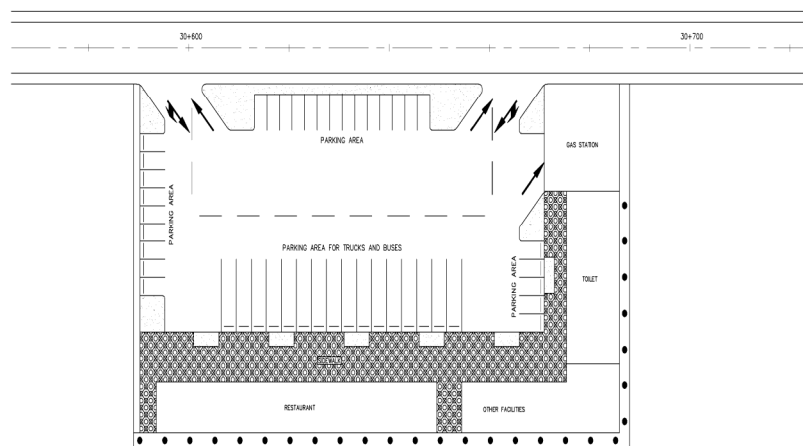 30+600
30+700
PARKING AREA
GAS STATION
PARKING AREA
PARKING AREA FOR TRUCKS AND BUSES
PARKING AREA
TOILET
SIDEWALK
RESTAURANT
OTHER FACILITIES